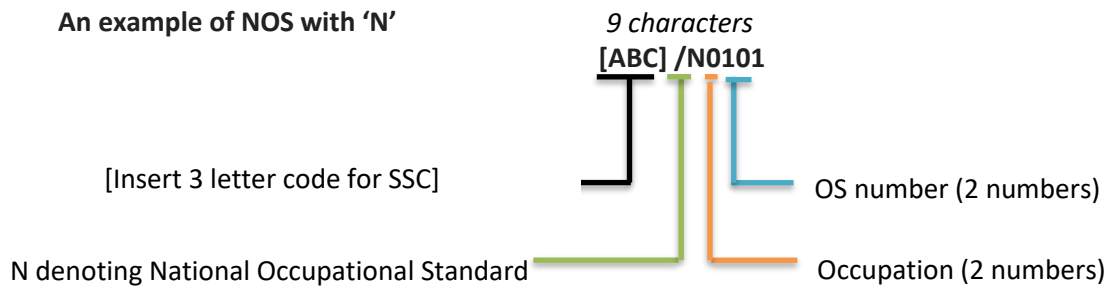 An example of NOS with ‘N’
9 characters
[ABC] /N0101
[Insert 3 letter code for SSC]
OS number (2 numbers)
N denoting National Occupational Standard
Occupation (2 numbers)